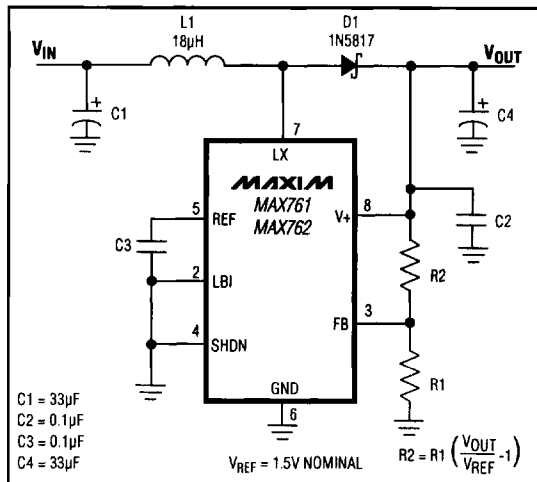 L1
18µH
D1
1N5817
VIN
VOUT
C1
C4
7
LX
MAXIM
MAX761
MAX762
5
REF
8
V+
C2
C3
2
LBI
R2
3
FB
4
SHDN
R1
GND
6
C1 = 33µF
C2 = 0.1µF
C3 = 0.1µF
C4 = 33µF
VREF = 1.5V NOMINAL
R2 = R1 (VOUT/VREF -1)